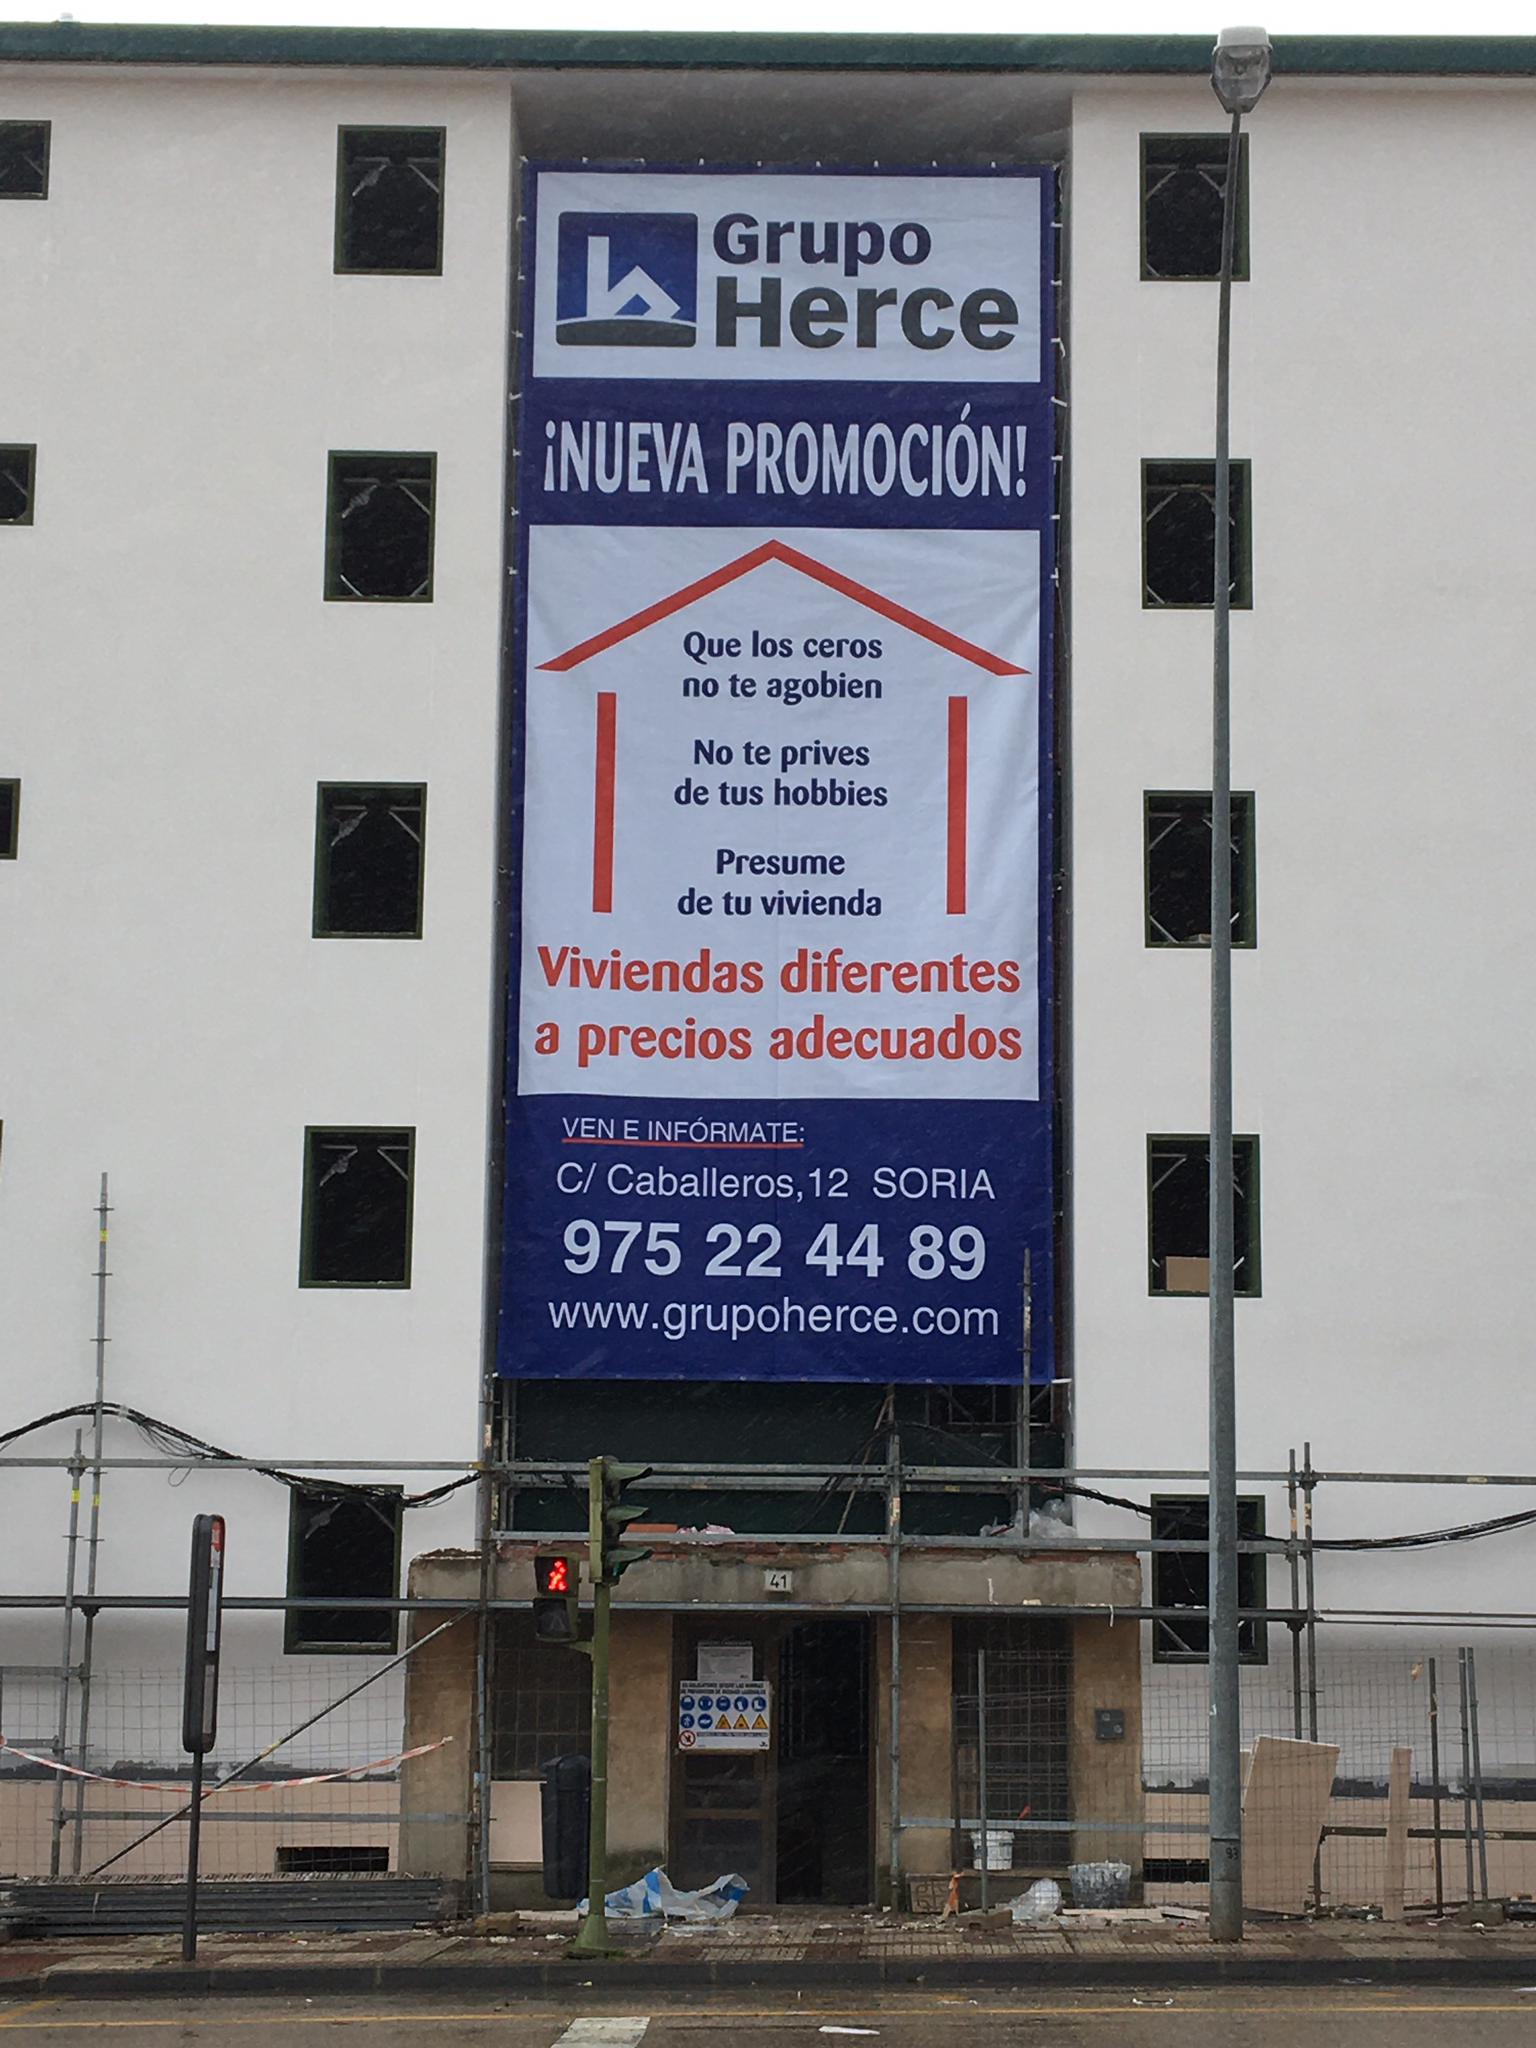 Grupo
Herce
¡NUEVA PROMOCIÓN!
Que los ceros
no te agobien
No te prives
de tus hobbies
Presume
de tu vivienda
Viviendas diferentes
a precios adecuados
VEN E INFÓRMATE:
C/ Caballeros,12 SORIA
975 22 44 89
www.grupoherce.com
41
93